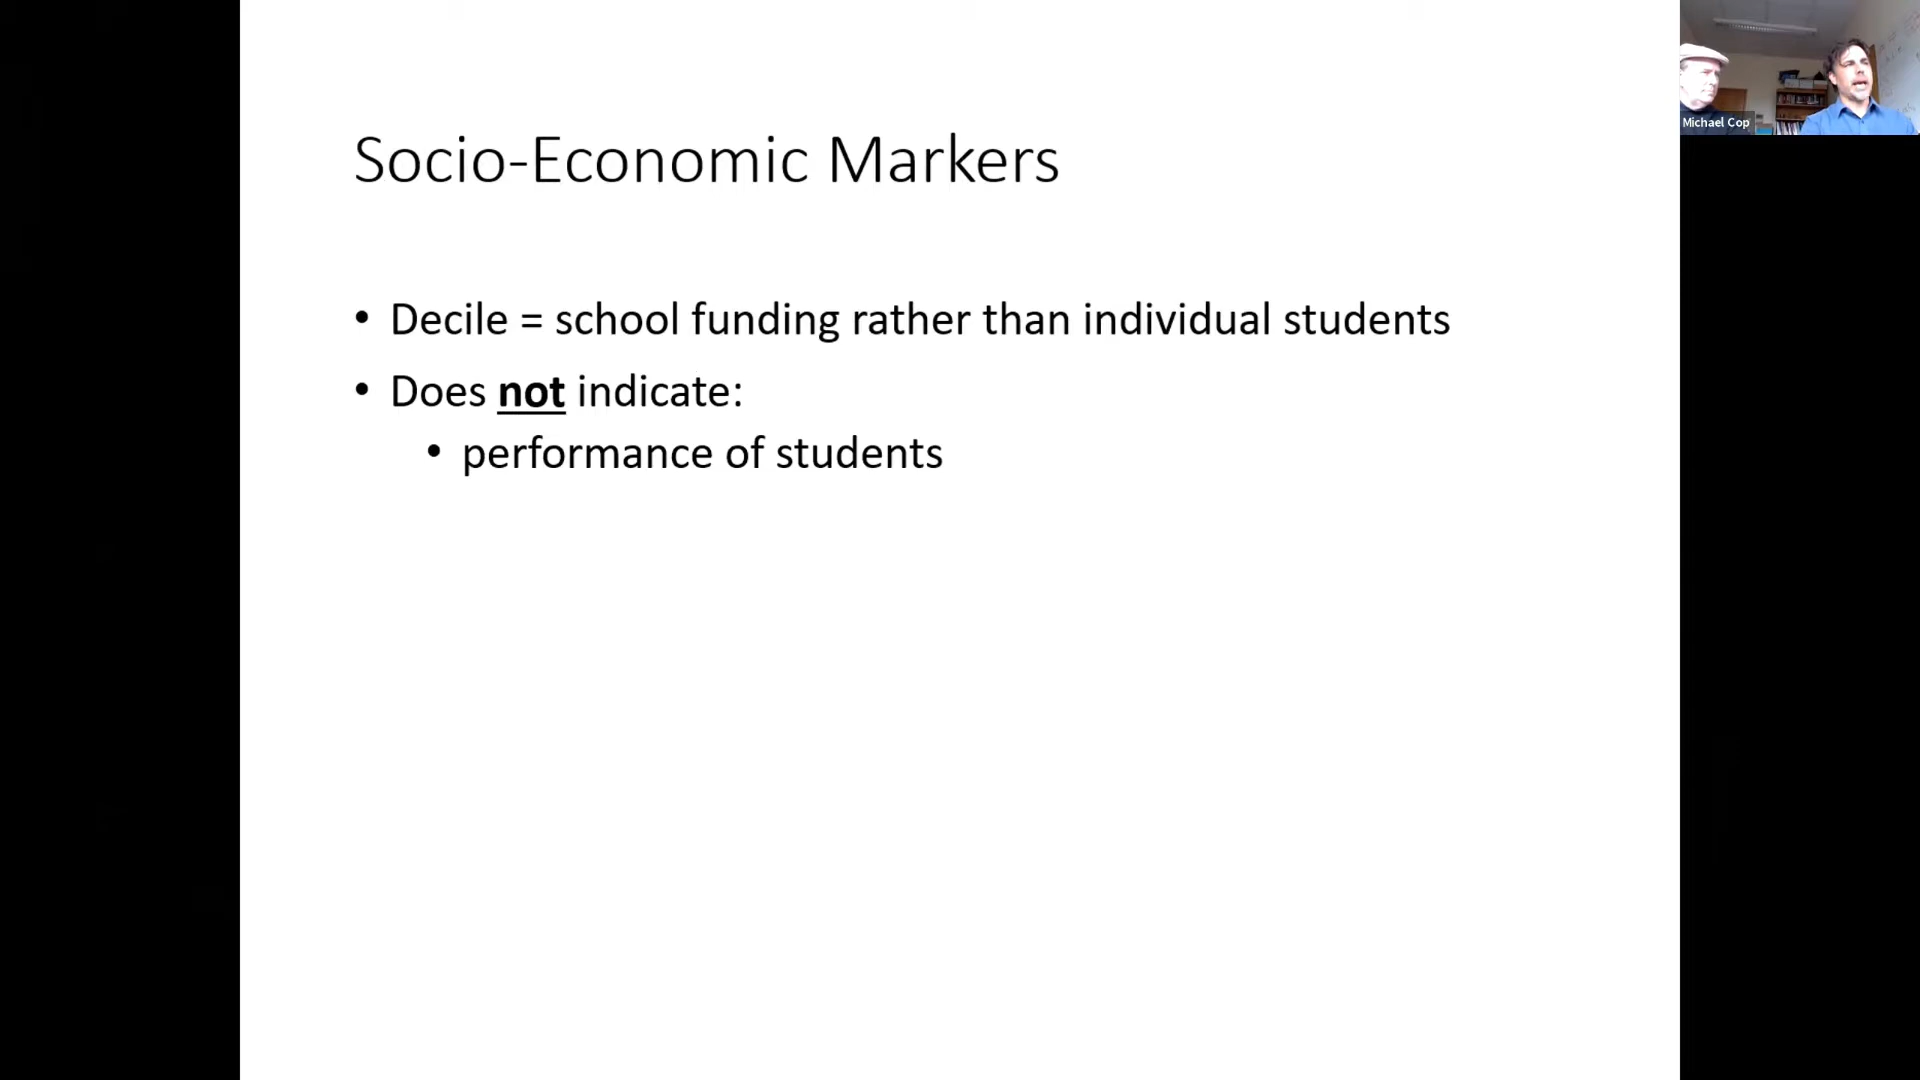 Michael Cop
Socio-Economic Markers
• Decile = school funding rather than individual students
• Does not indicate:
• performance of students